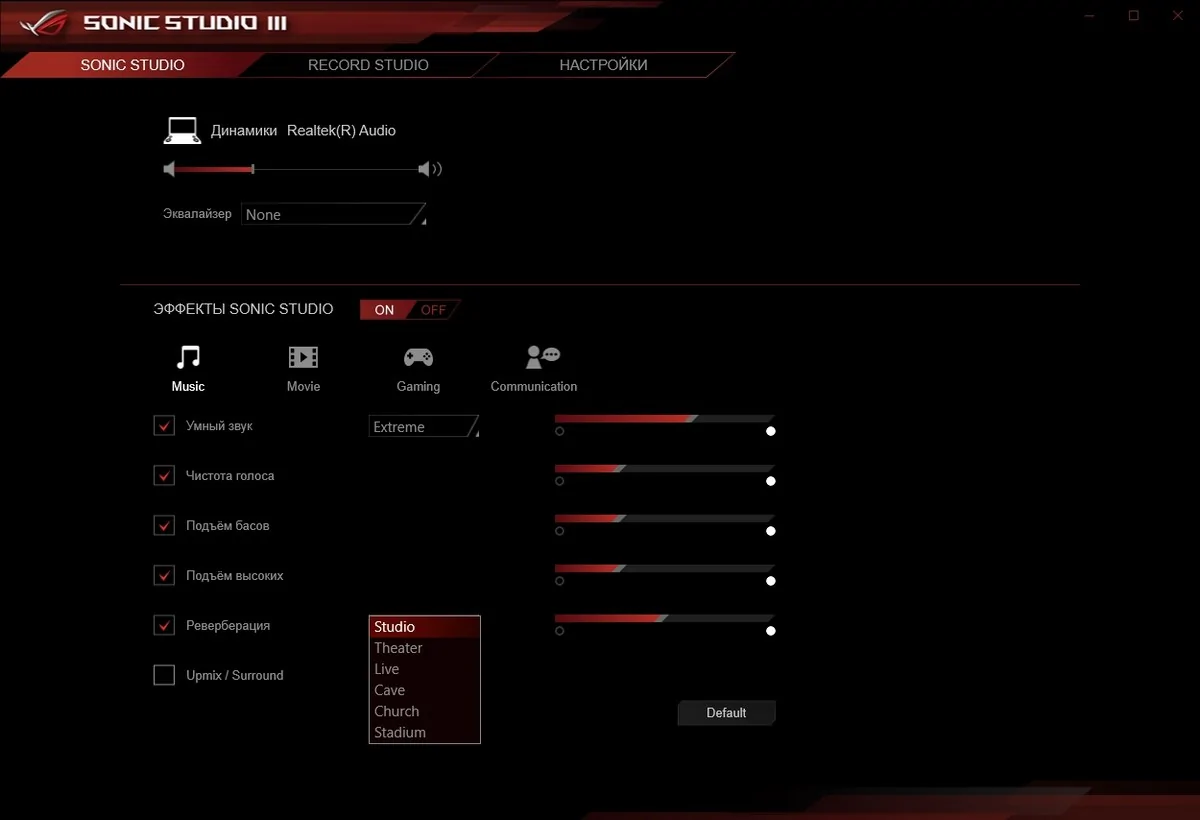 SONIC STUDIO III
SONIC STUDIO RECORD STUDIO НАСТРОЙКИ
Динамики Realtek(R) Audio
Эквалайзер None
ЭФФЕКТЫ SONIC STUDIO ON OFF
Music Movie Gaming Communication
Умный звук Extreme
Чистота голоса
Подъём басов
Подъём высоких
Реверберация Studio
Theater
Live
Upmix / Surround
Cave
Church
Default
Stadium